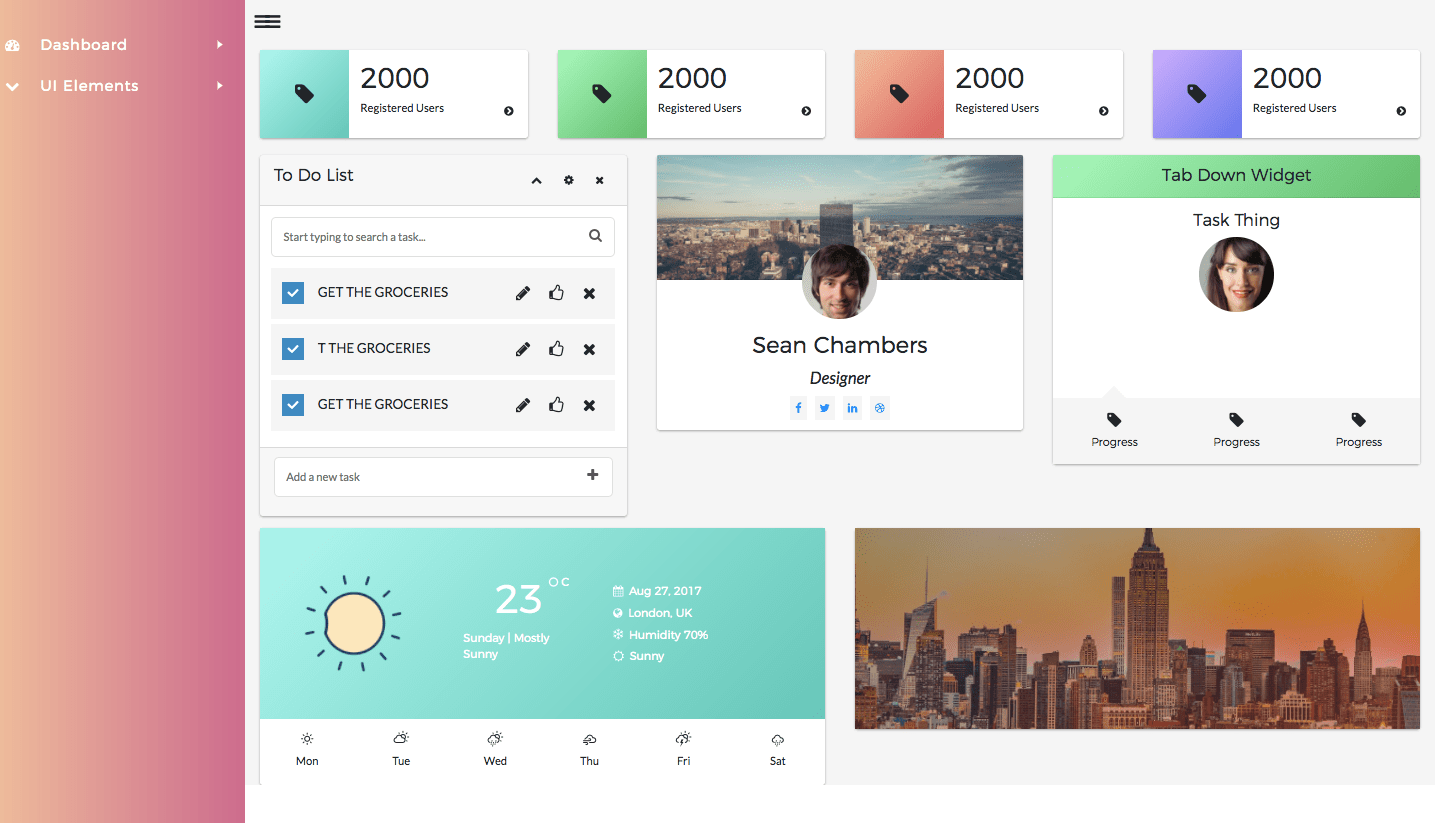 Dashboard
UI Elements
2000
Registered Users
2000
Registered Users
2000
Registered Users
2000
Registered Users
To Do List
Start typing to search a task...
GET THE GROCERIES
T THE GROCERIES
GET THE GROCERIES
Add a new task
Sean Chambers
Designer
Tab Down Widget
Task Thing
Progress Progress Progress
23 O C
Sunday | Mostly
Sunny
Aug 27, 2017
London, UK
Humidity 70%
Sunny
Mon Tue Wed Thu Fri Sat